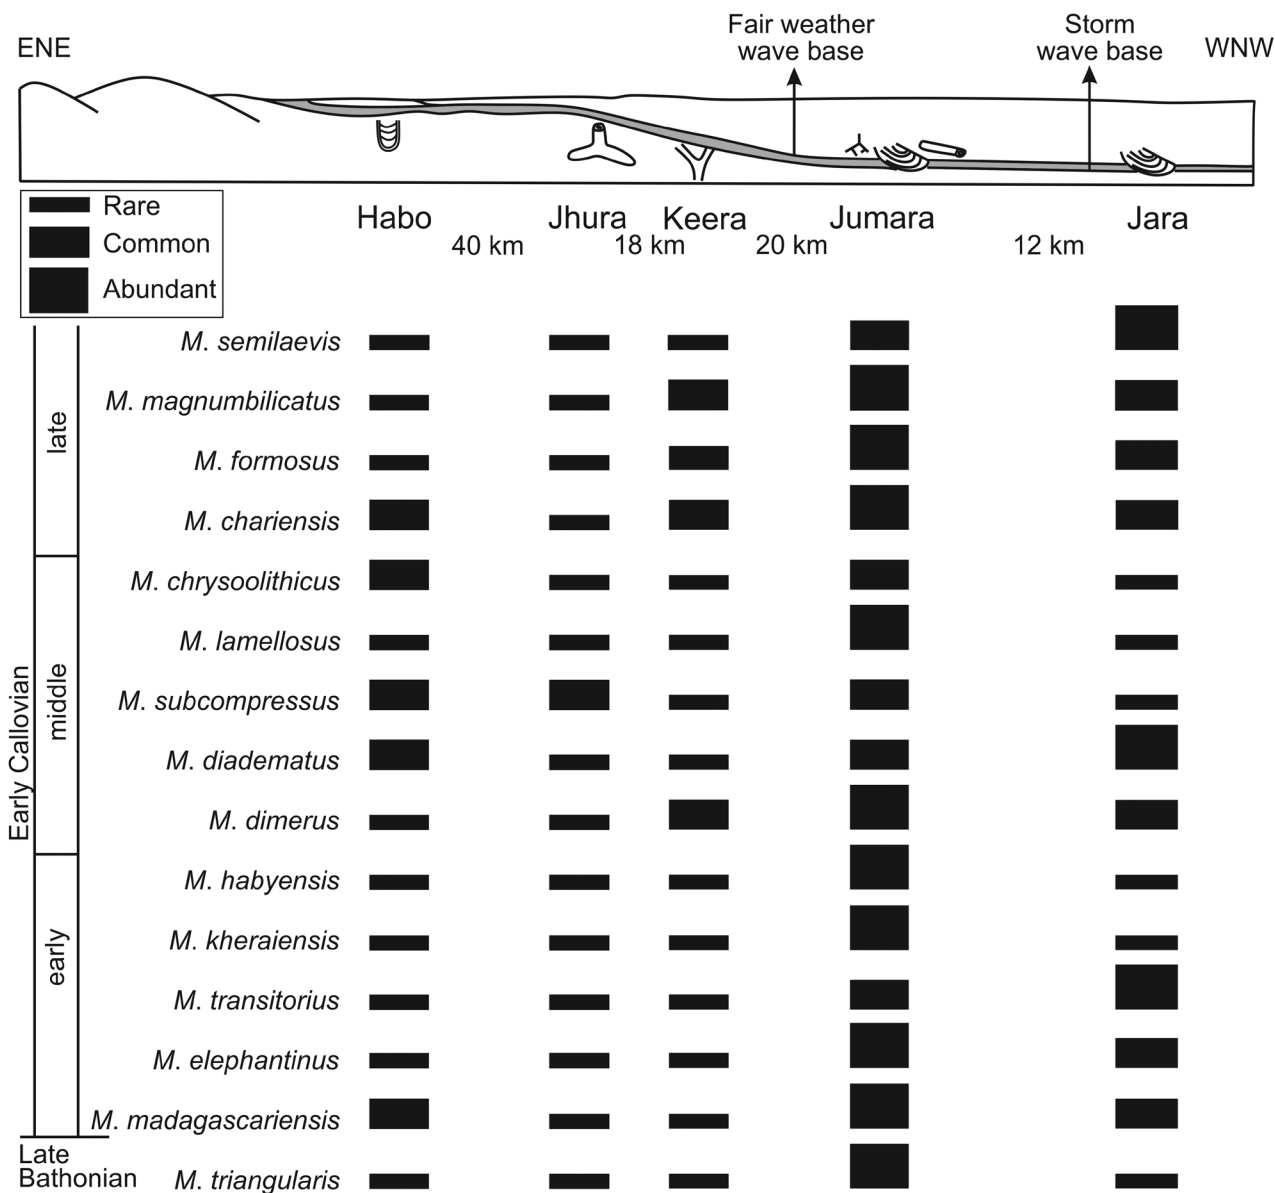 ENE
Fair weather
wave base
Storm
wave base
WNW
Rare
Common
Abundant
Habo
Jhura
Keera
Jumara
Jara
40 km
18 km
20 km
12 km
M. semilaevis
M. magnumbilicatus
M. formosus
M. chariensis
M. chrysoolithicus
M. lamellosus
M. subcompressus
M. diadematus
M. dimerus
M. habyensis
M. kheraiensis
M. transitorius
M. elephantinus
M. madagascariensis
M. triangularis
late
middle
early
Early Callovian
Late
Bathonian